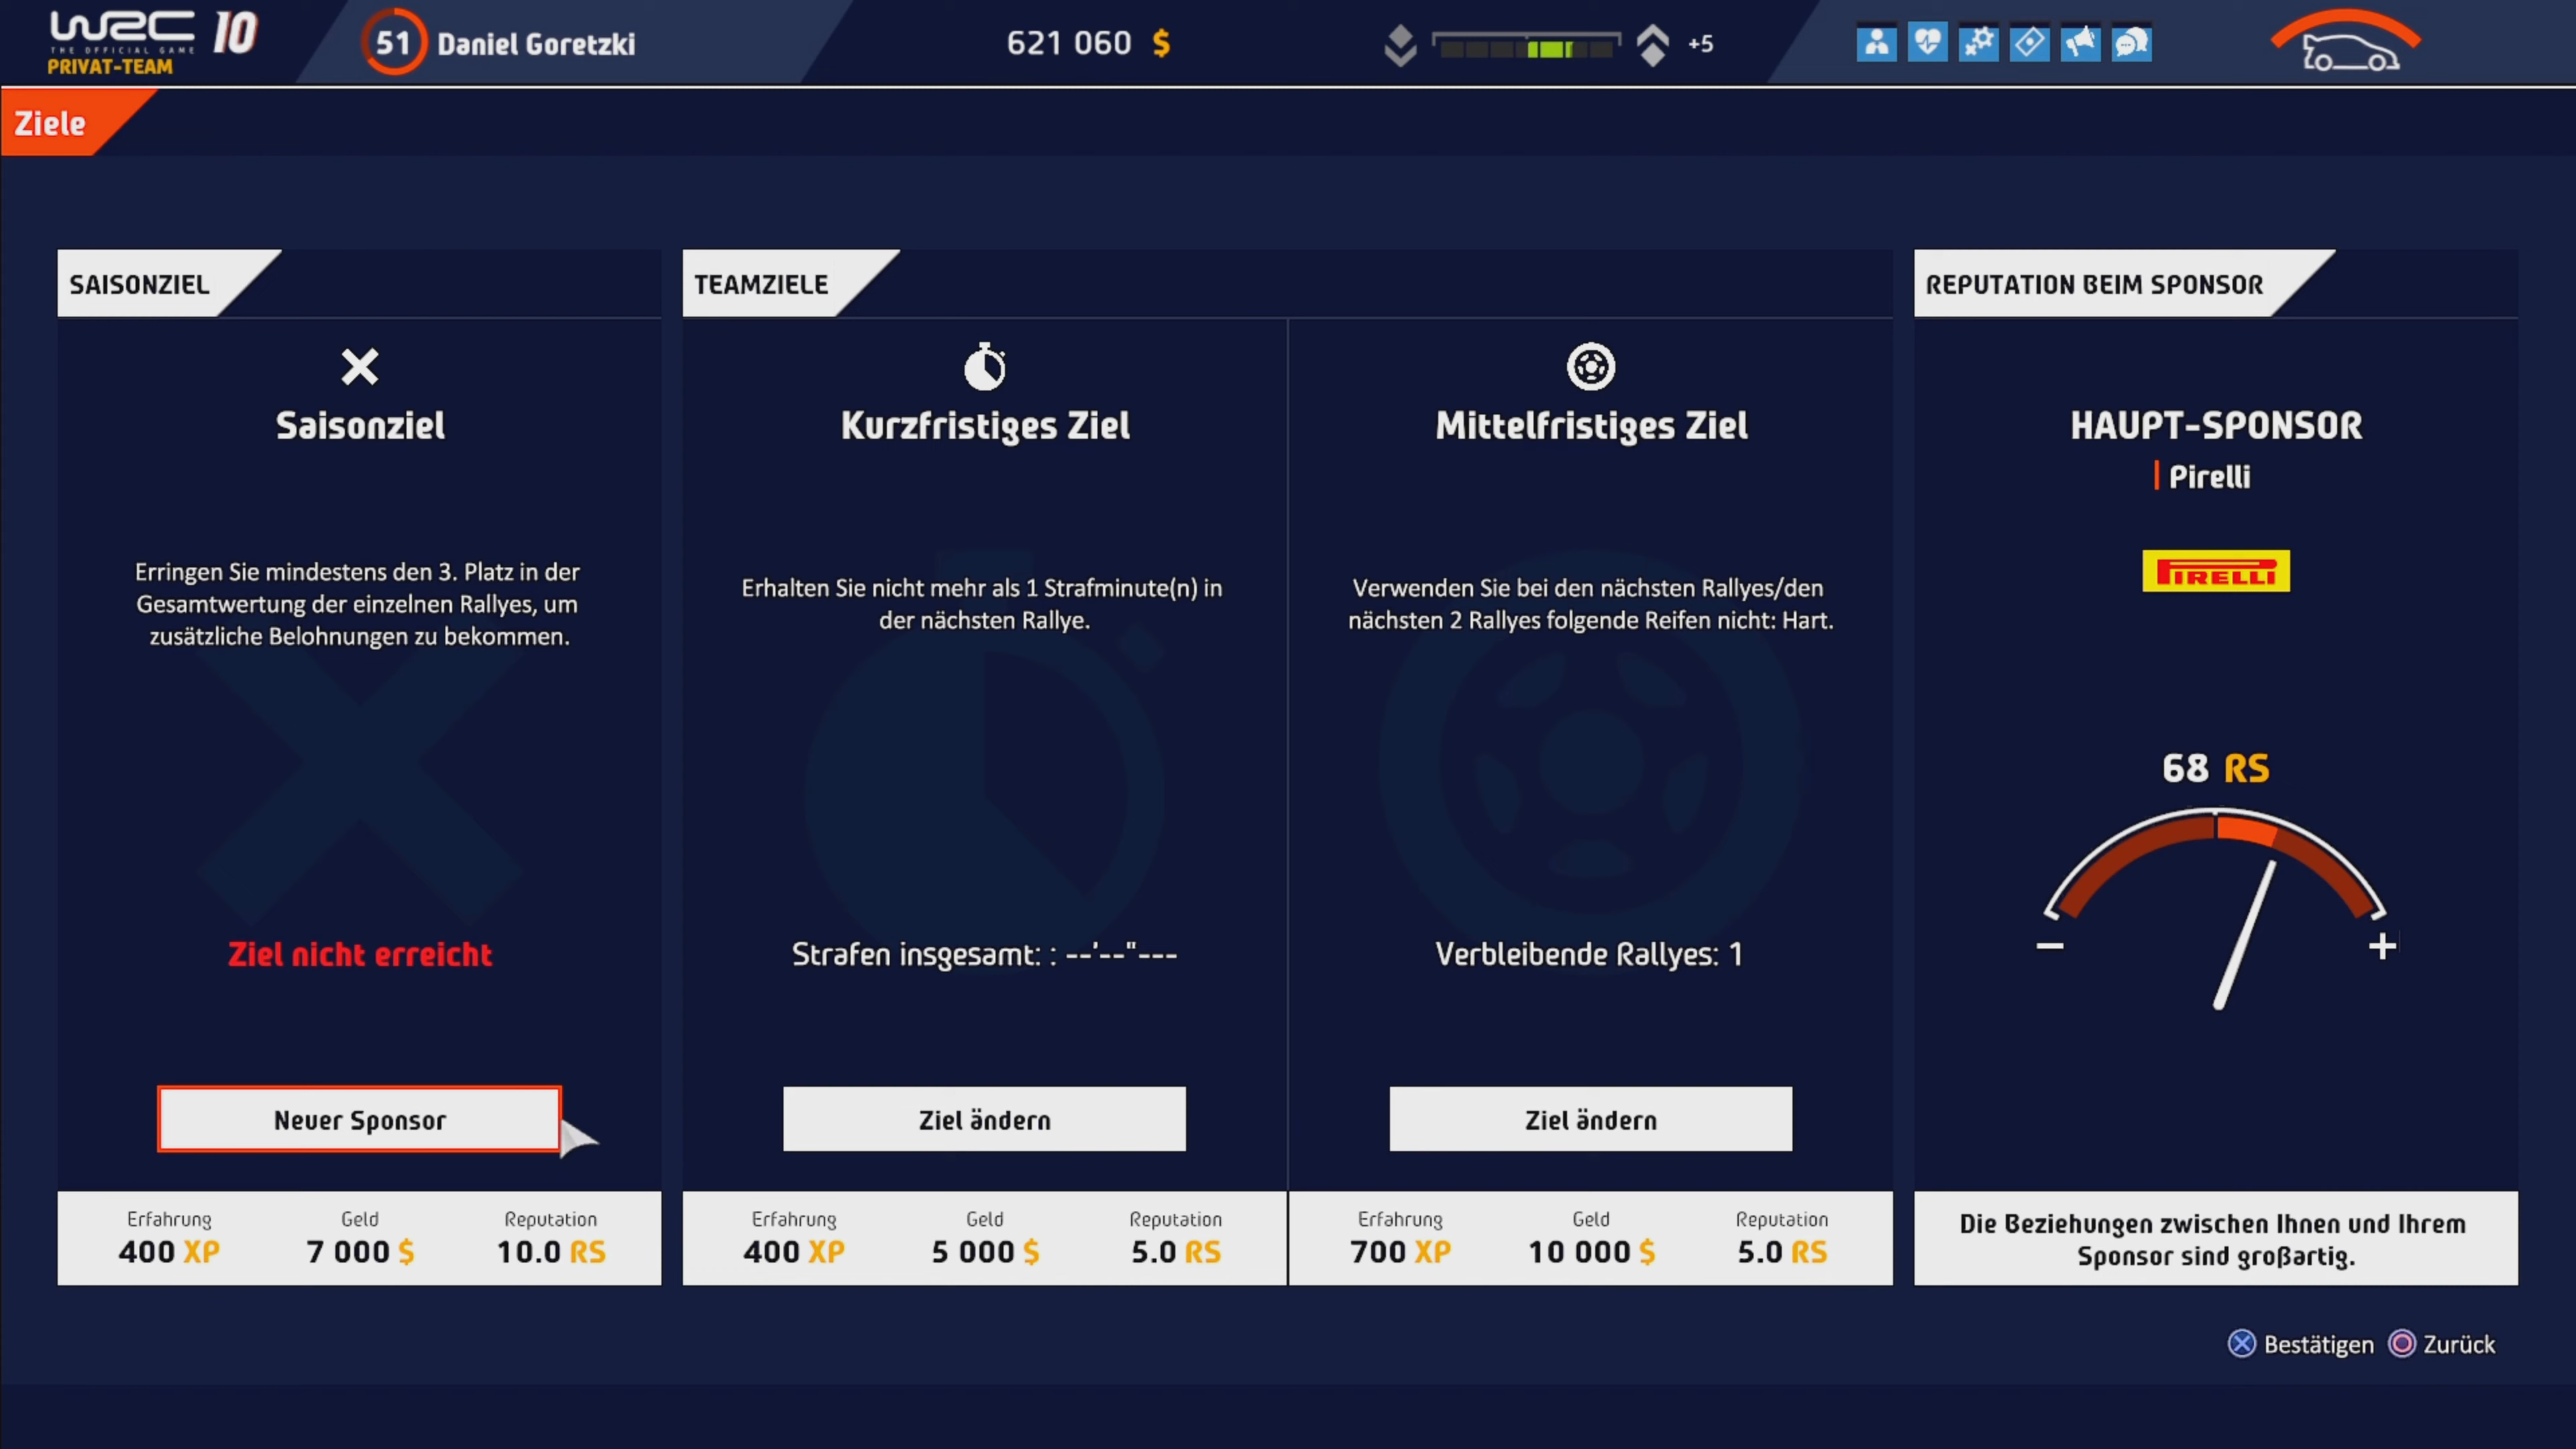 WRC 10
THE OFFICIAL GAME
PRIVAT-TEAM
51 Daniel Goretzki
621 060 $
+5
Ziele
SAISONZIEL
Saisonziel
Erringen Sie mindestens den 3. Platz in der
Gesamtwertung der einzelnen Rallyes, um
zusätzliche Belohnungen zu bekommen.
Ziel nicht erreicht
Neuer Sponsor
Erfahrung Geld Reputation
400 XP 7 000 $ 10.0 RS
TEAMZIELE
Kurzfristiges Ziel
Erhalten Sie nicht mehr als 1 Strafminute(n) in
der nächsten Rallye.
Strafen insgesamt: : --'--"---
Ziel ändern
Erfahrung Geld Reputation
400 XP 5 000 $ 5.0 RS
Mittelfristiges Ziel
Verwenden Sie bei den nächsten Rallyes/den
nächsten 2 Rallyes folgende Reifen nicht: Hart.
Verbleibende Rallyes: 1
Ziel ändern
Erfahrung Geld Reputation
700 XP 10 000 $ 5.0 RS
REPUTATION BEIM SPONSOR
HAUPT-SPONSOR
Pirelli
PIRELLI
68 RS
− +
Die Beziehungen zwischen Ihnen und Ihrem
Sponsor sind großartig.
Bestätigen Zurück